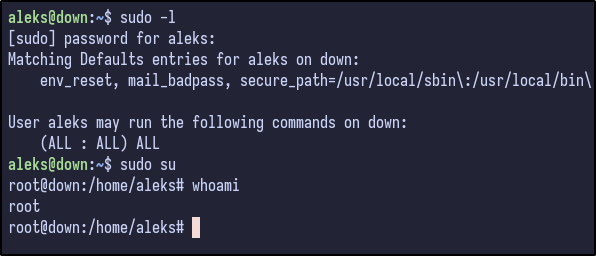 aleks@down:~$ sudo -l
[sudo] password for aleks:
Matching Defaults entries for aleks on down:
    env_reset, mail_badpass, secure_path=/usr/local/sbin\:/usr/local/bin\
User aleks may run the following commands on down:
    (ALL : ALL) ALL
aleks@down:~$ sudo su
root@down:/home/aleks# whoami
root
root@down:/home/aleks#